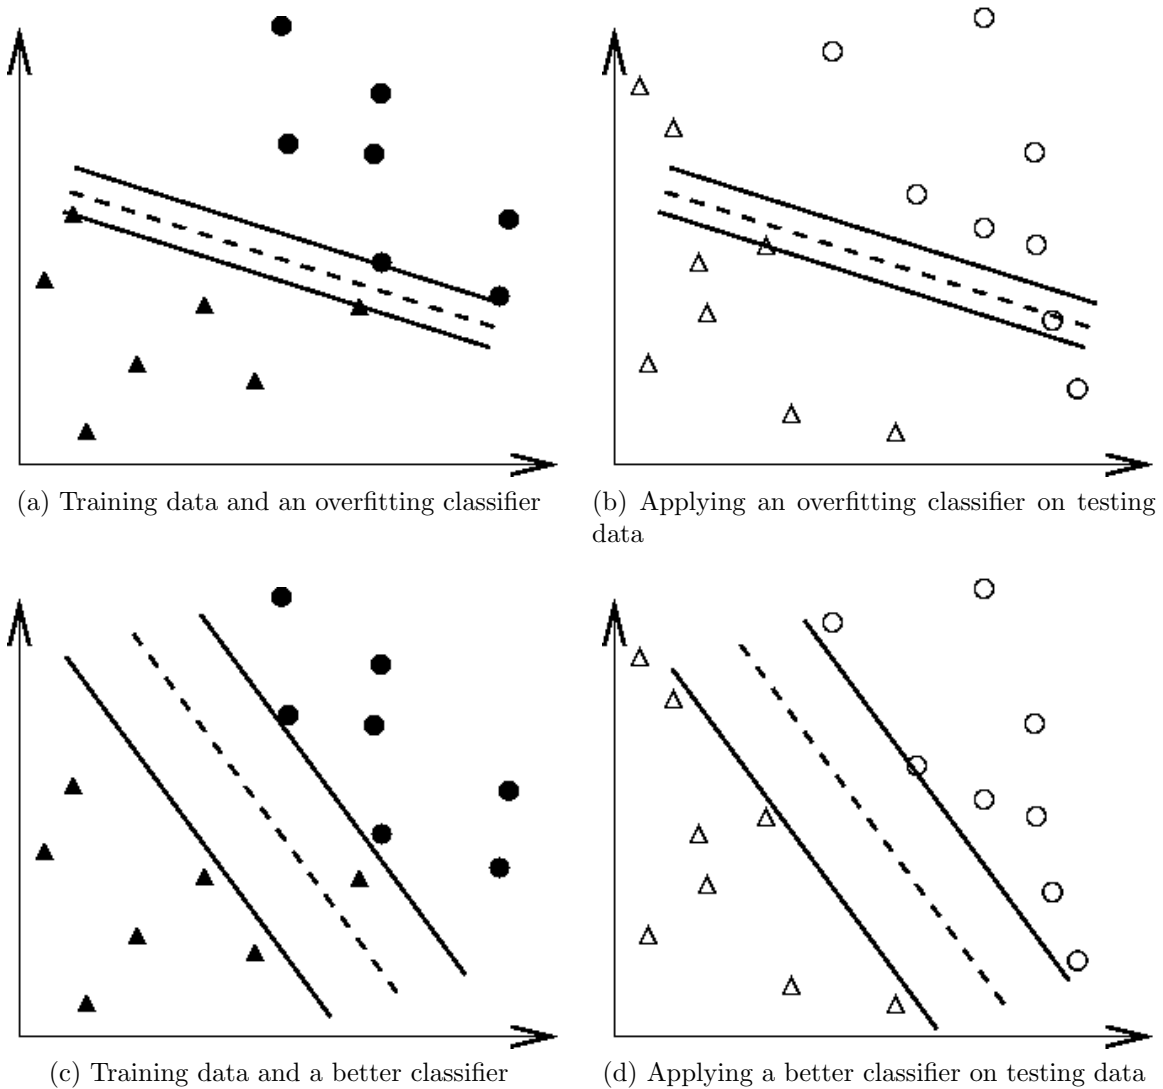 (a) Training data and an overfitting classifier
(b) Applying an overfitting classifier on testing
data
(c) Training data and a better classifier
(d) Applying a better classifier on testing data